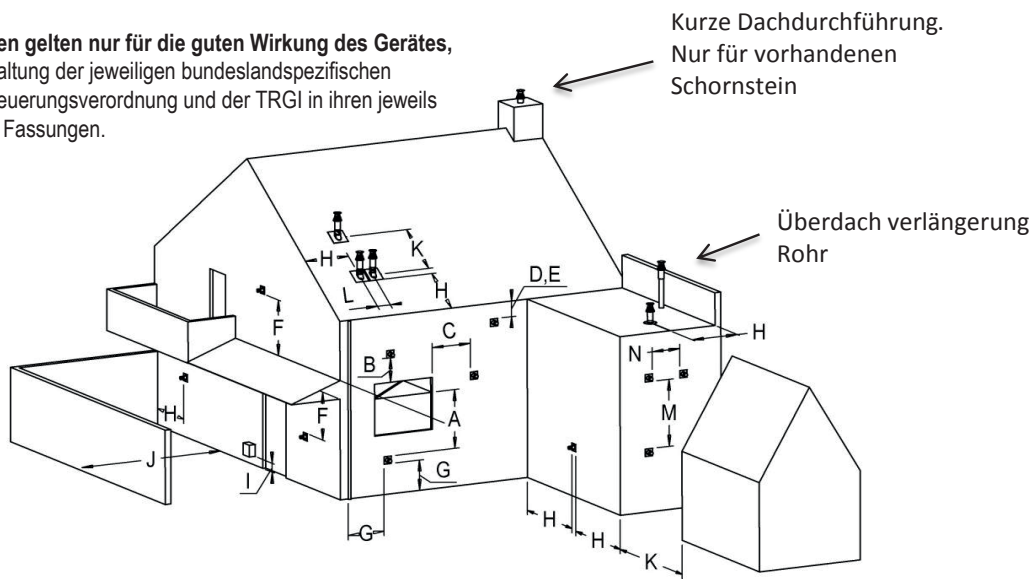 Kurze Dachdurchführung.
Nur für vorhandenen
Schornstein
en gelten nur für die guten Wirkung des Gerätes,
altung der jeweiligen bundeslandspezifischen
euerungsverordnung und der TRGI in ihren jeweils
Fassungen.
Überdach verlängerung
Rohr
K
H
D,E
L
H
C
H
F
N
B
F
A
M
H
J
G
I
G
H
H
K